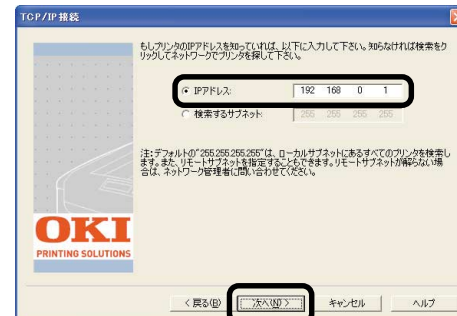 TCP/IP 接続
もしプリンタのIPアドレスを知っていれば、以下に入力して下さい。知らなければ検索をク
リックしてネットワークでプリンタを探して下さい。
IPアドレス: 192 168 0 1
検索するサブネット: 255 255 255 255
注:デフォルトの"255.255.255.255"は、ローカルサブネットにあるすべてのプリンタを検索し
ます。また、リモートサブネットを指定することもできます。リモートサブネットが解らない場
合は、ネットワーク管理者に問い合わせてください。
OKI
PRINTING SOLUTIONS
< 戻る(B) 次へ(N) > キャンセル ヘルプ